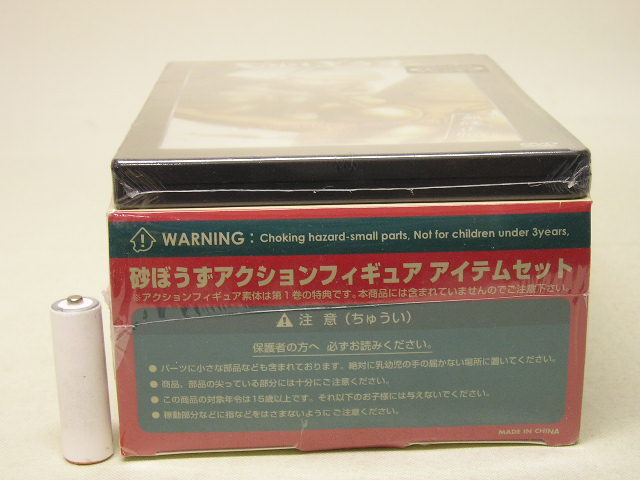 WARNING : Choking hazard-small parts, Not for children under 3years,
砂ぼうずアクションフィギュア アイテムセット
※アクションフィギュア素体は第1巻の特典です。本商品には含まれていませんのでご注意下さい。
注 意 (ちゅうい)
保護者の方へ 必ずお読みください。
● パーツに小さな部品なども含まれております。絶対に乳幼児の手の届かない場所に置いてください。
● 商品、部品の尖っている部分には十分にご注意ください。
● この商品の対象年令は15歳以上です。それ以下のお子様には与えないでください。
● 稼動部分などに指などをはさまないようにご注意ください。
MADE IN CHINA